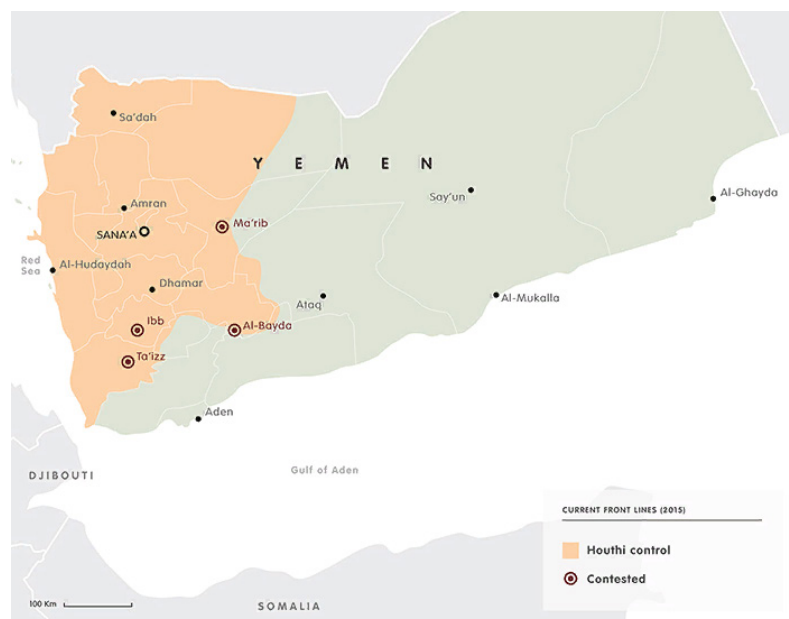 Sa'dah
Y E M E N
Say'un
Al-Ghayda
Amran
Ma'rib
SANA'A
Red
Sea
Al-Hudaydah
Dhamar
Ataq
Al-Mukalla
Ibb
Al-Bayda
Ta'izz
Aden
Gulf of Aden
DJIBOUTI
CURRENT FRONT LINES (2015)
Houthi control
Contested
100 Km
SOMALIA